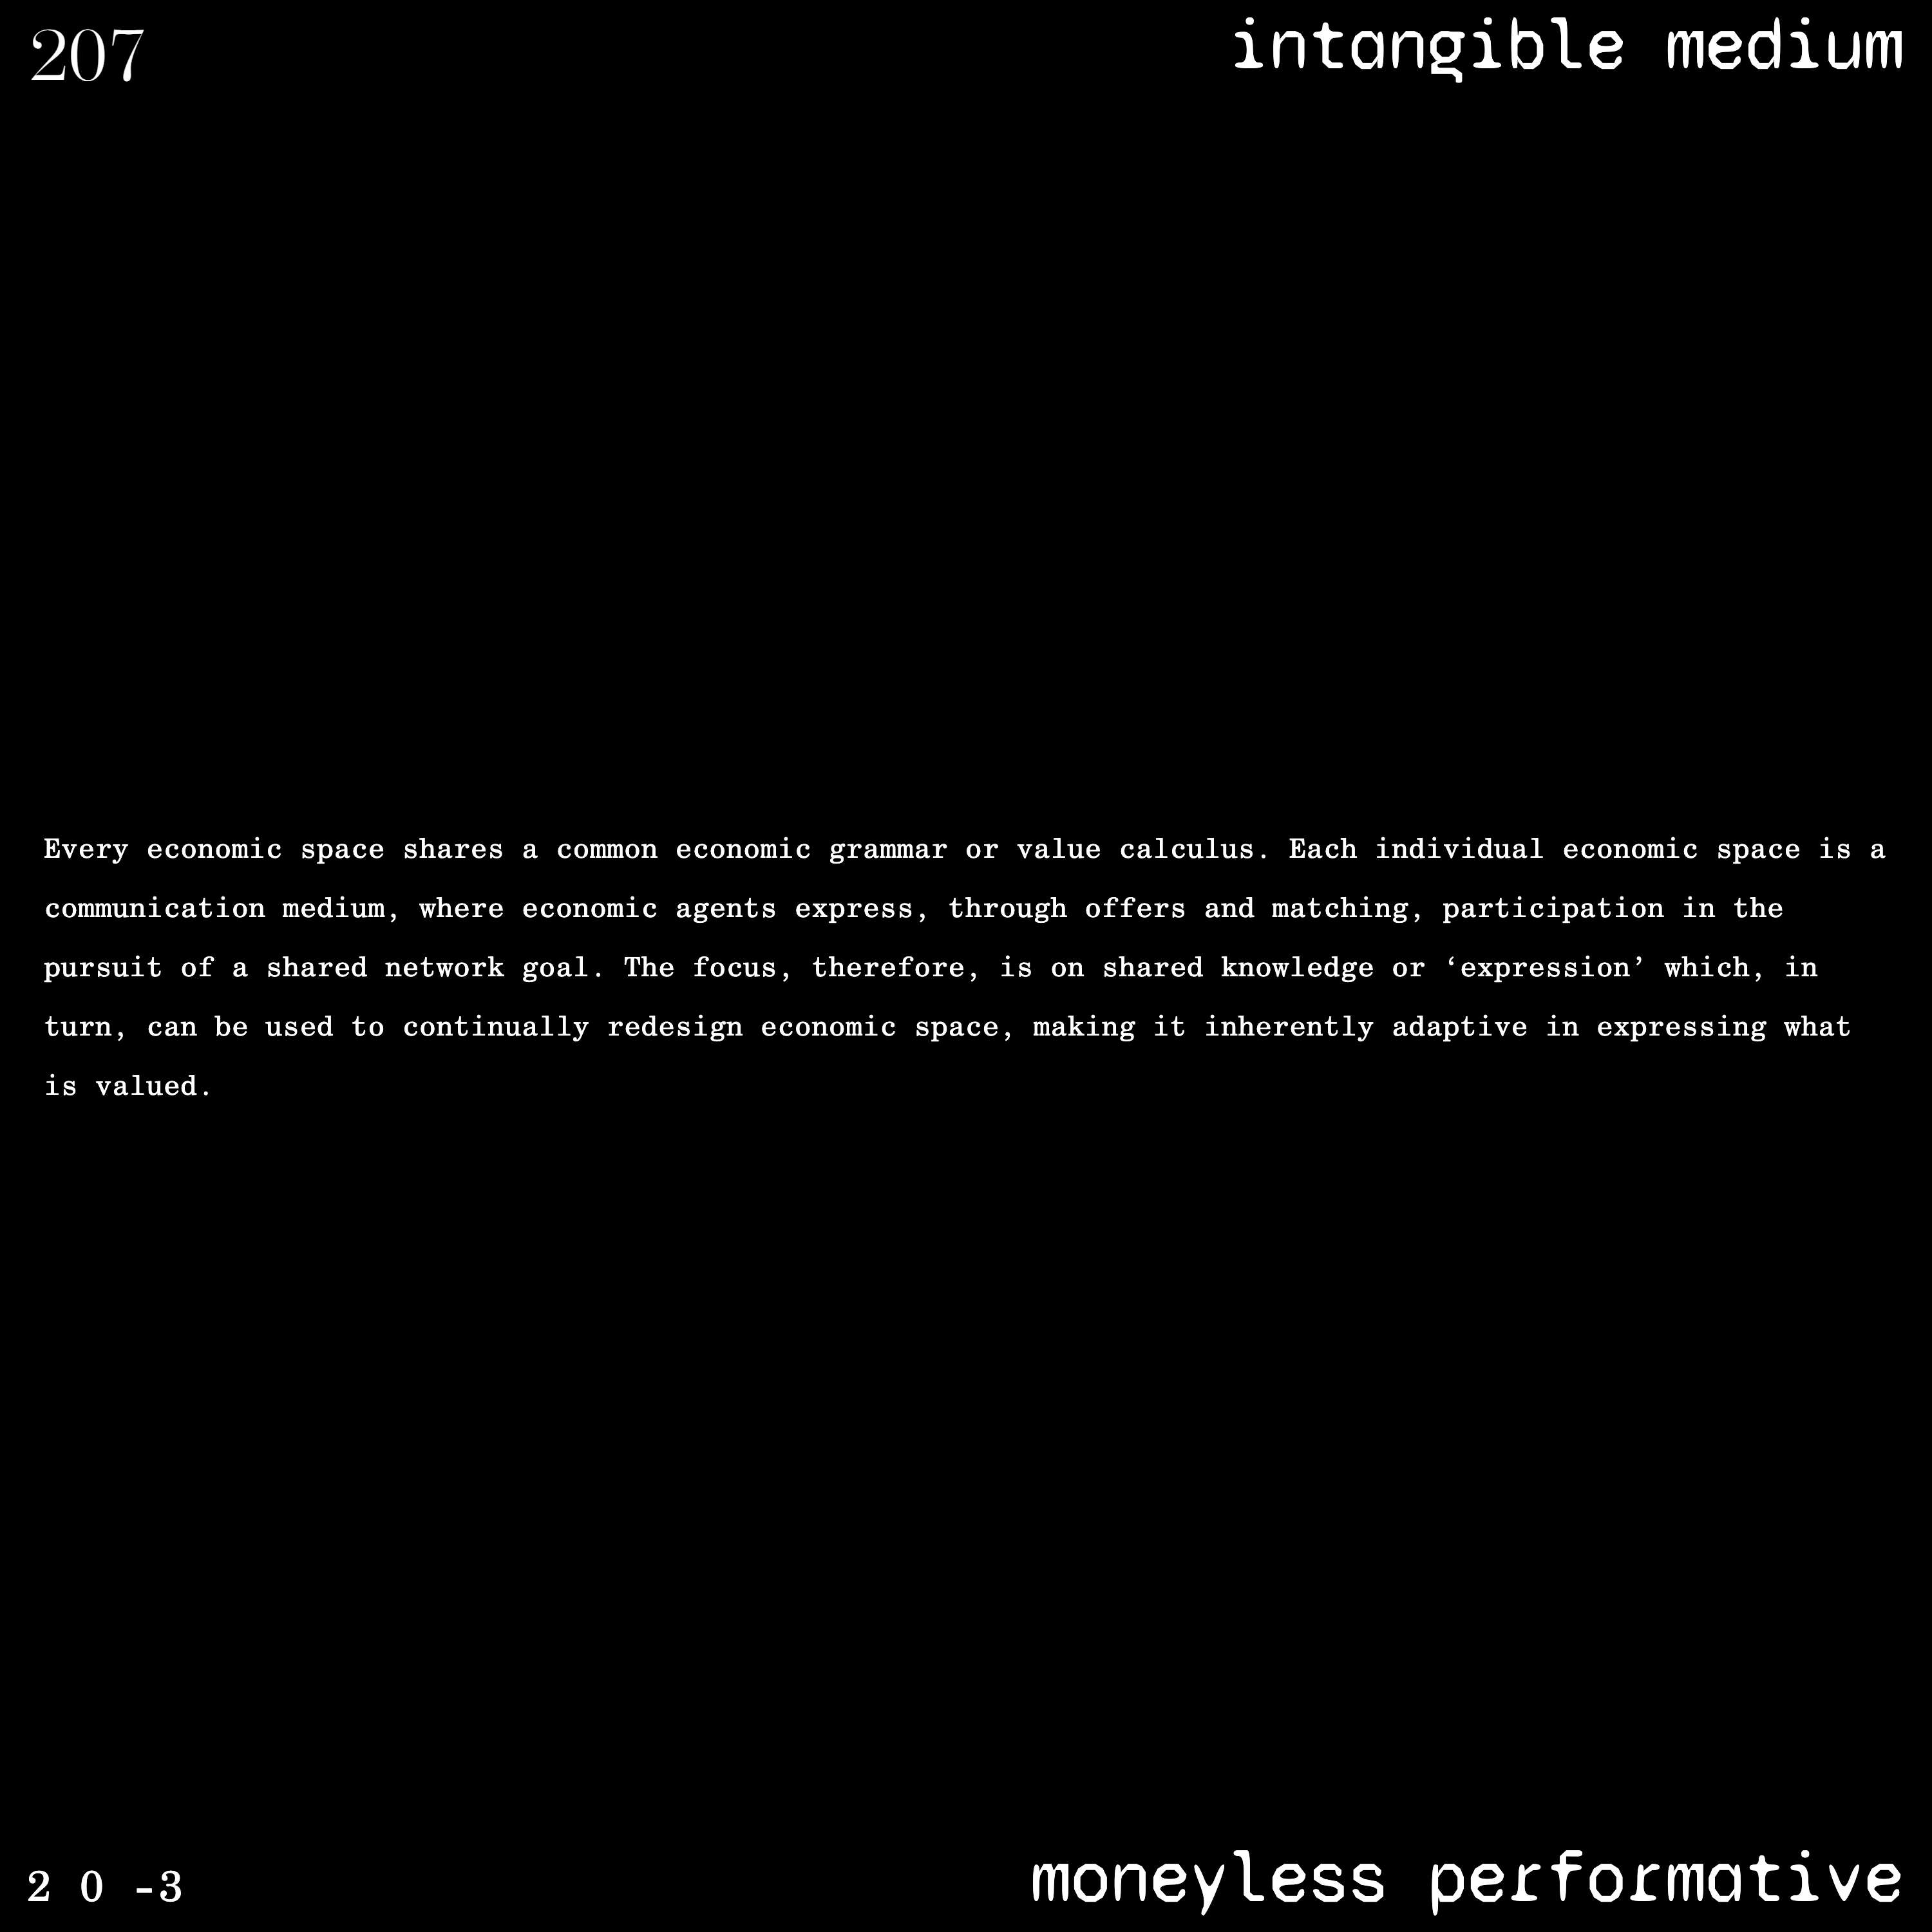 207
intangible medium
Every economic space shares a common economic grammar or value calculus. Each individual economic space is a
communication medium, where economic agents express, through offers and matching, participation in the
pursuit of a shared network goal. The focus, therefore, is on shared knowledge or ‘expression’ which, in
turn, can be used to continually redesign economic space, making it inherently adaptive in expressing what
is valued.
2 0 -3
moneyless performative